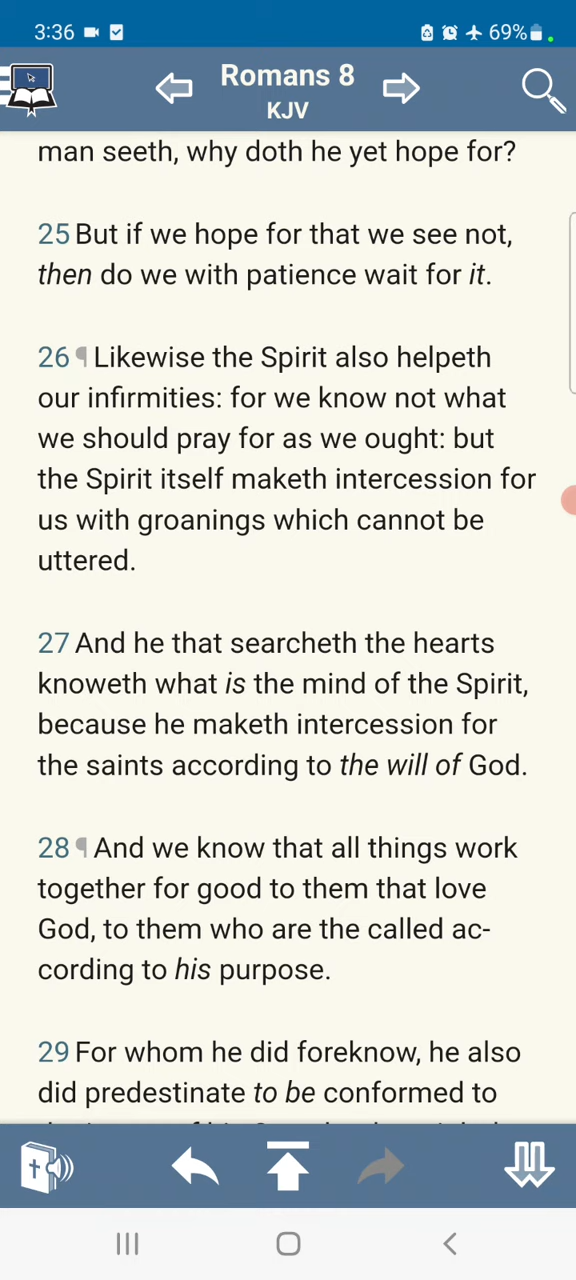 3:36 69%
Romans 8
KJV
man seeth, why doth he yet hope for?
25 But if we hope for that we see not,
then do we with patience wait for it.
26 ¶ Likewise the Spirit also helpeth
our infirmities: for we know not what
we should pray for as we ought: but
the Spirit itself maketh intercession for
us with groanings which cannot be
uttered.
27 And he that searcheth the hearts
knoweth what is the mind of the Spirit,
because he maketh intercession for
the saints according to the will of God.
28 ¶ And we know that all things work
together for good to them that love
God, to them who are the called ac-
cording to his purpose.
29 For whom he did foreknow, he also
did predestinate to be conformed to